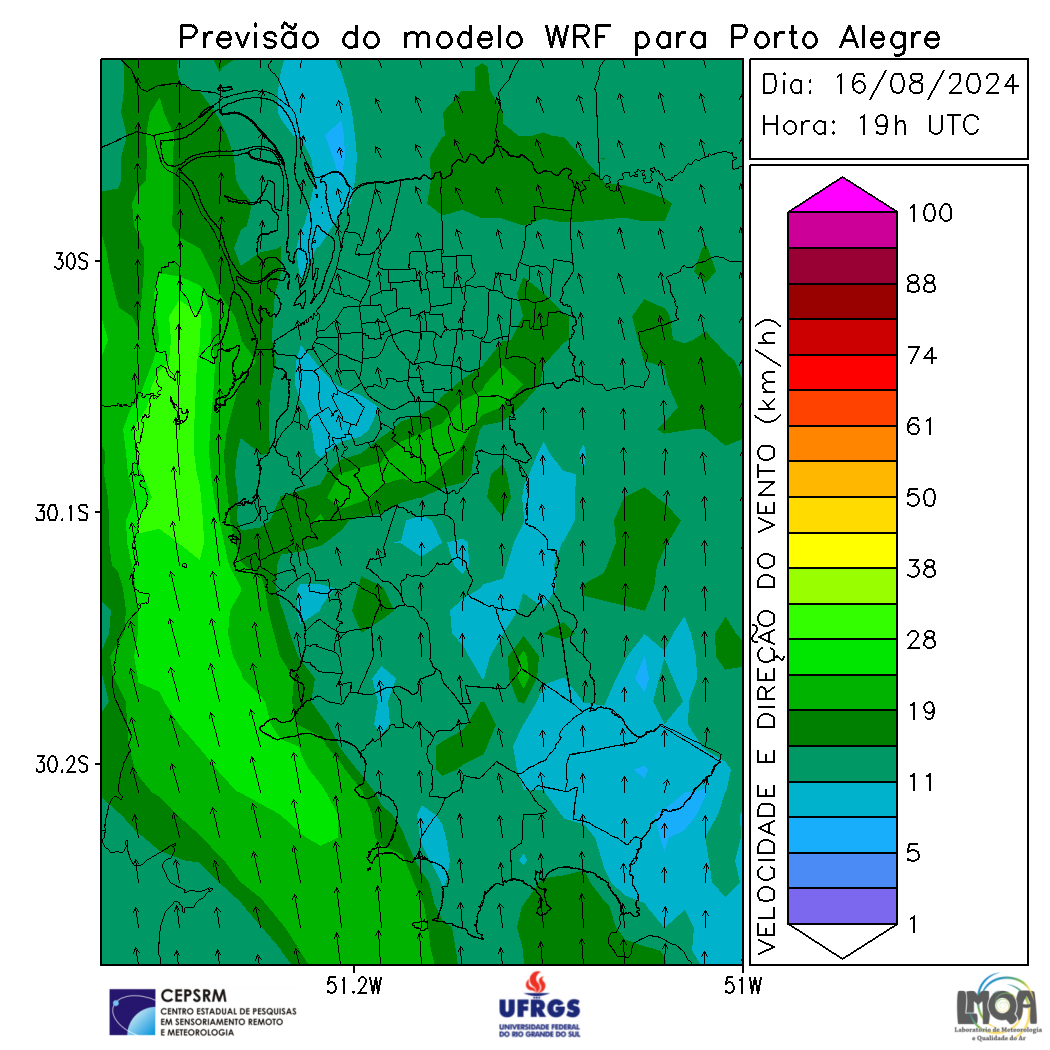 Previsão do modelo WRF para Porto Alegre
Dia: 16/08/2024
Hora: 19h UTC
30S
30.1S
30.2S
51.2W
51W
VELOCIDADE E DIREÇÃO DO VENTO (km/h)
100
88
74
61
50
38
28
19
11
5
1
CEPSRM
CENTRO ESTADUAL DE PESQUISAS
EM SENSORIAMENTO REMOTO
E METEOROLOGIA
UFRGS
UNIVERSIDADE FEDERAL
DO RIO GRANDE DO SUL
LMQA
Laboratório de Meteorologia
e Qualidade do Ar